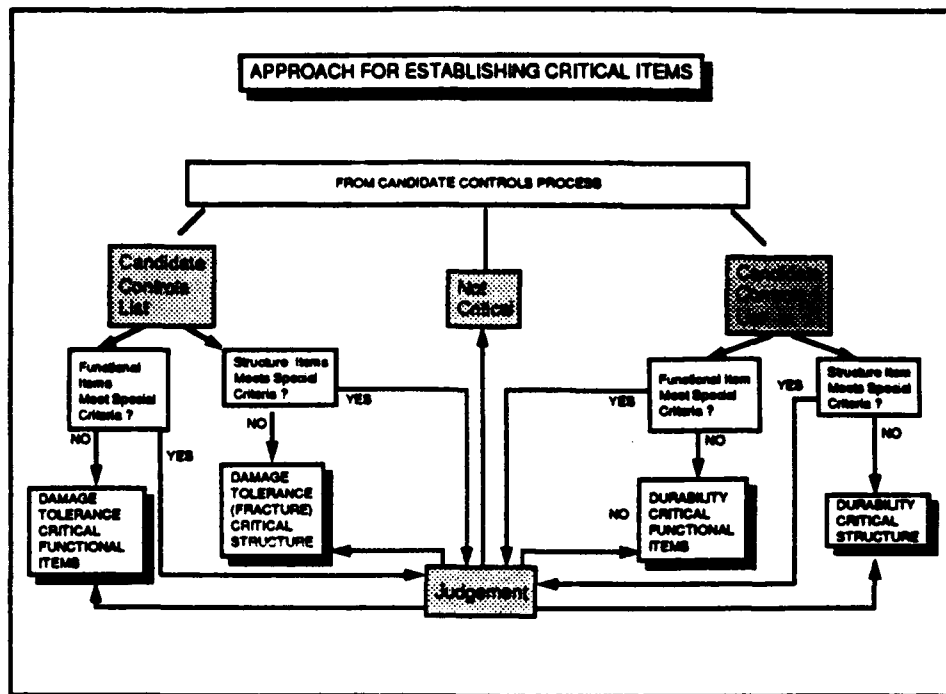 APPROACH FOR ESTABLISHING CRITICAL ITEMS
FROM CANDIDATE CONTROLS PROCESS
Candidate
Controls
List
Not
Critical
Functional
Items
Meet Special
Criteria ?
Structure Items
Meets Special
Criteria ?
Functional Item
Meet Special
Criteria ?
Structure Item
Meets Special
Criteria ?
NO
YES
NO
YES
YES
NO
YES
NO
DAMAGE
TOLERANCE
CRITICAL
FUNCTIONAL
ITEMS
DAMAGE
TOLERANCE
(FRACTURE)
CRITICAL
STRUCTURE
NO
DURABILITY
CRITICAL
FUNCTIONAL
ITEMS
DURABILITY
CRITICAL
STRUCTURE
Judgement